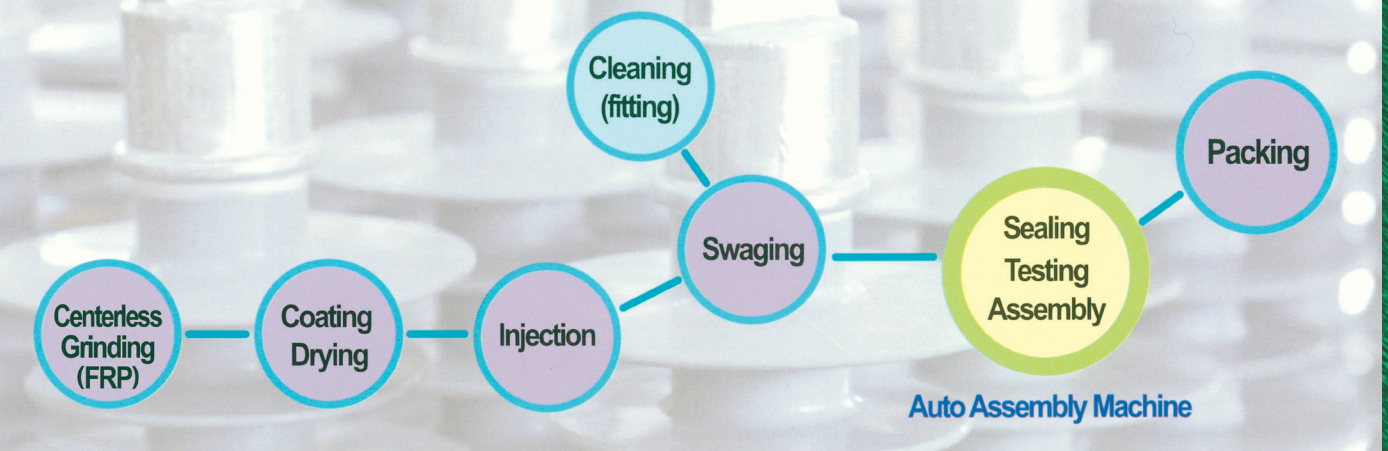 Centerless
Grinding
(FRP)
Coating
Drying
Injection
Cleaning
(fitting)
Swaging
Sealing
Testing
Assembly
Auto Assembly Machine
Packing